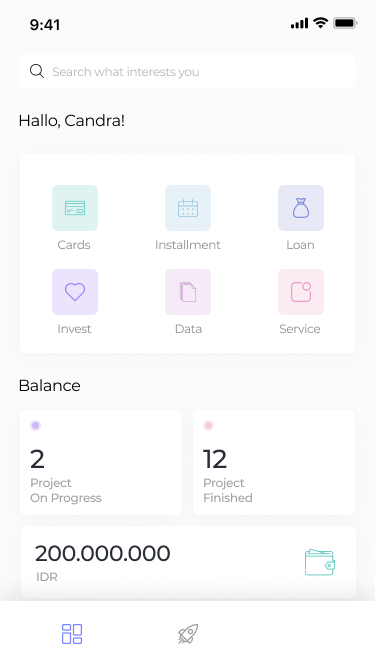 9:41
Search what interests you
Hallo, Candra!
Cards
Installment
Loan
Invest
Data
Service
Balance
2
Project
On Progress
12
Project
Finished
200.000.000
IDR